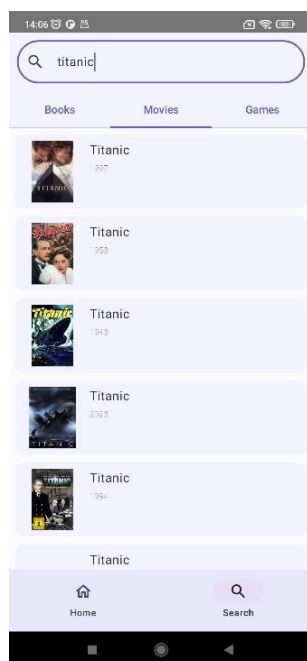 14:06
titanic
Books Movies Games
Titanic
1997
Titanic
1953
Titanic
1943
Titanic
2023
Titanic
Titanic
Home Search